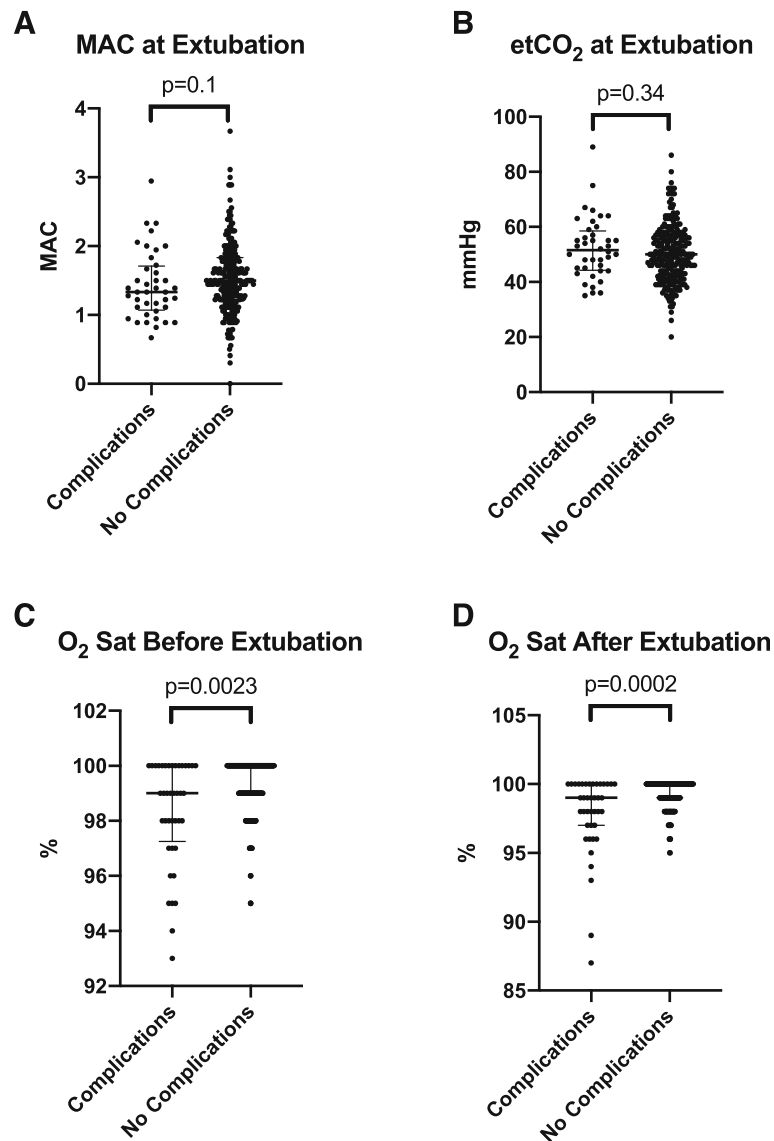 A
MAC at Extubation
p=0.1
4
3
2
1
0
MAC
Complications
No Complications
B
etCO₂ at Extubation
p=0.34
100
80
60
40
20
0
mmHg
Complications
No Complications
C
O₂ Sat Before Extubation
p=0.0023
102
100
98
96
94
92
%
Complications
No Complications
D
O₂ Sat After Extubation
p=0.0002
105
100
95
90
85
%
Complications
No Complications